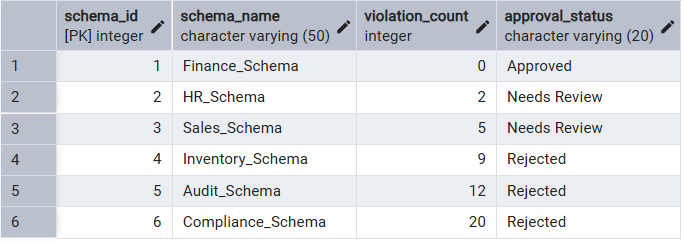 schema_id schema_name violation_count approval_status
[PK] integer character varying (50) integer character varying (20)
1 1 Finance_Schema 0 Approved
2 2 HR_Schema 2 Needs Review
3 3 Sales_Schema 5 Needs Review
4 4 Inventory_Schema 9 Rejected
5 5 Audit_Schema 12 Rejected
6 6 Compliance_Schema 20 Rejected